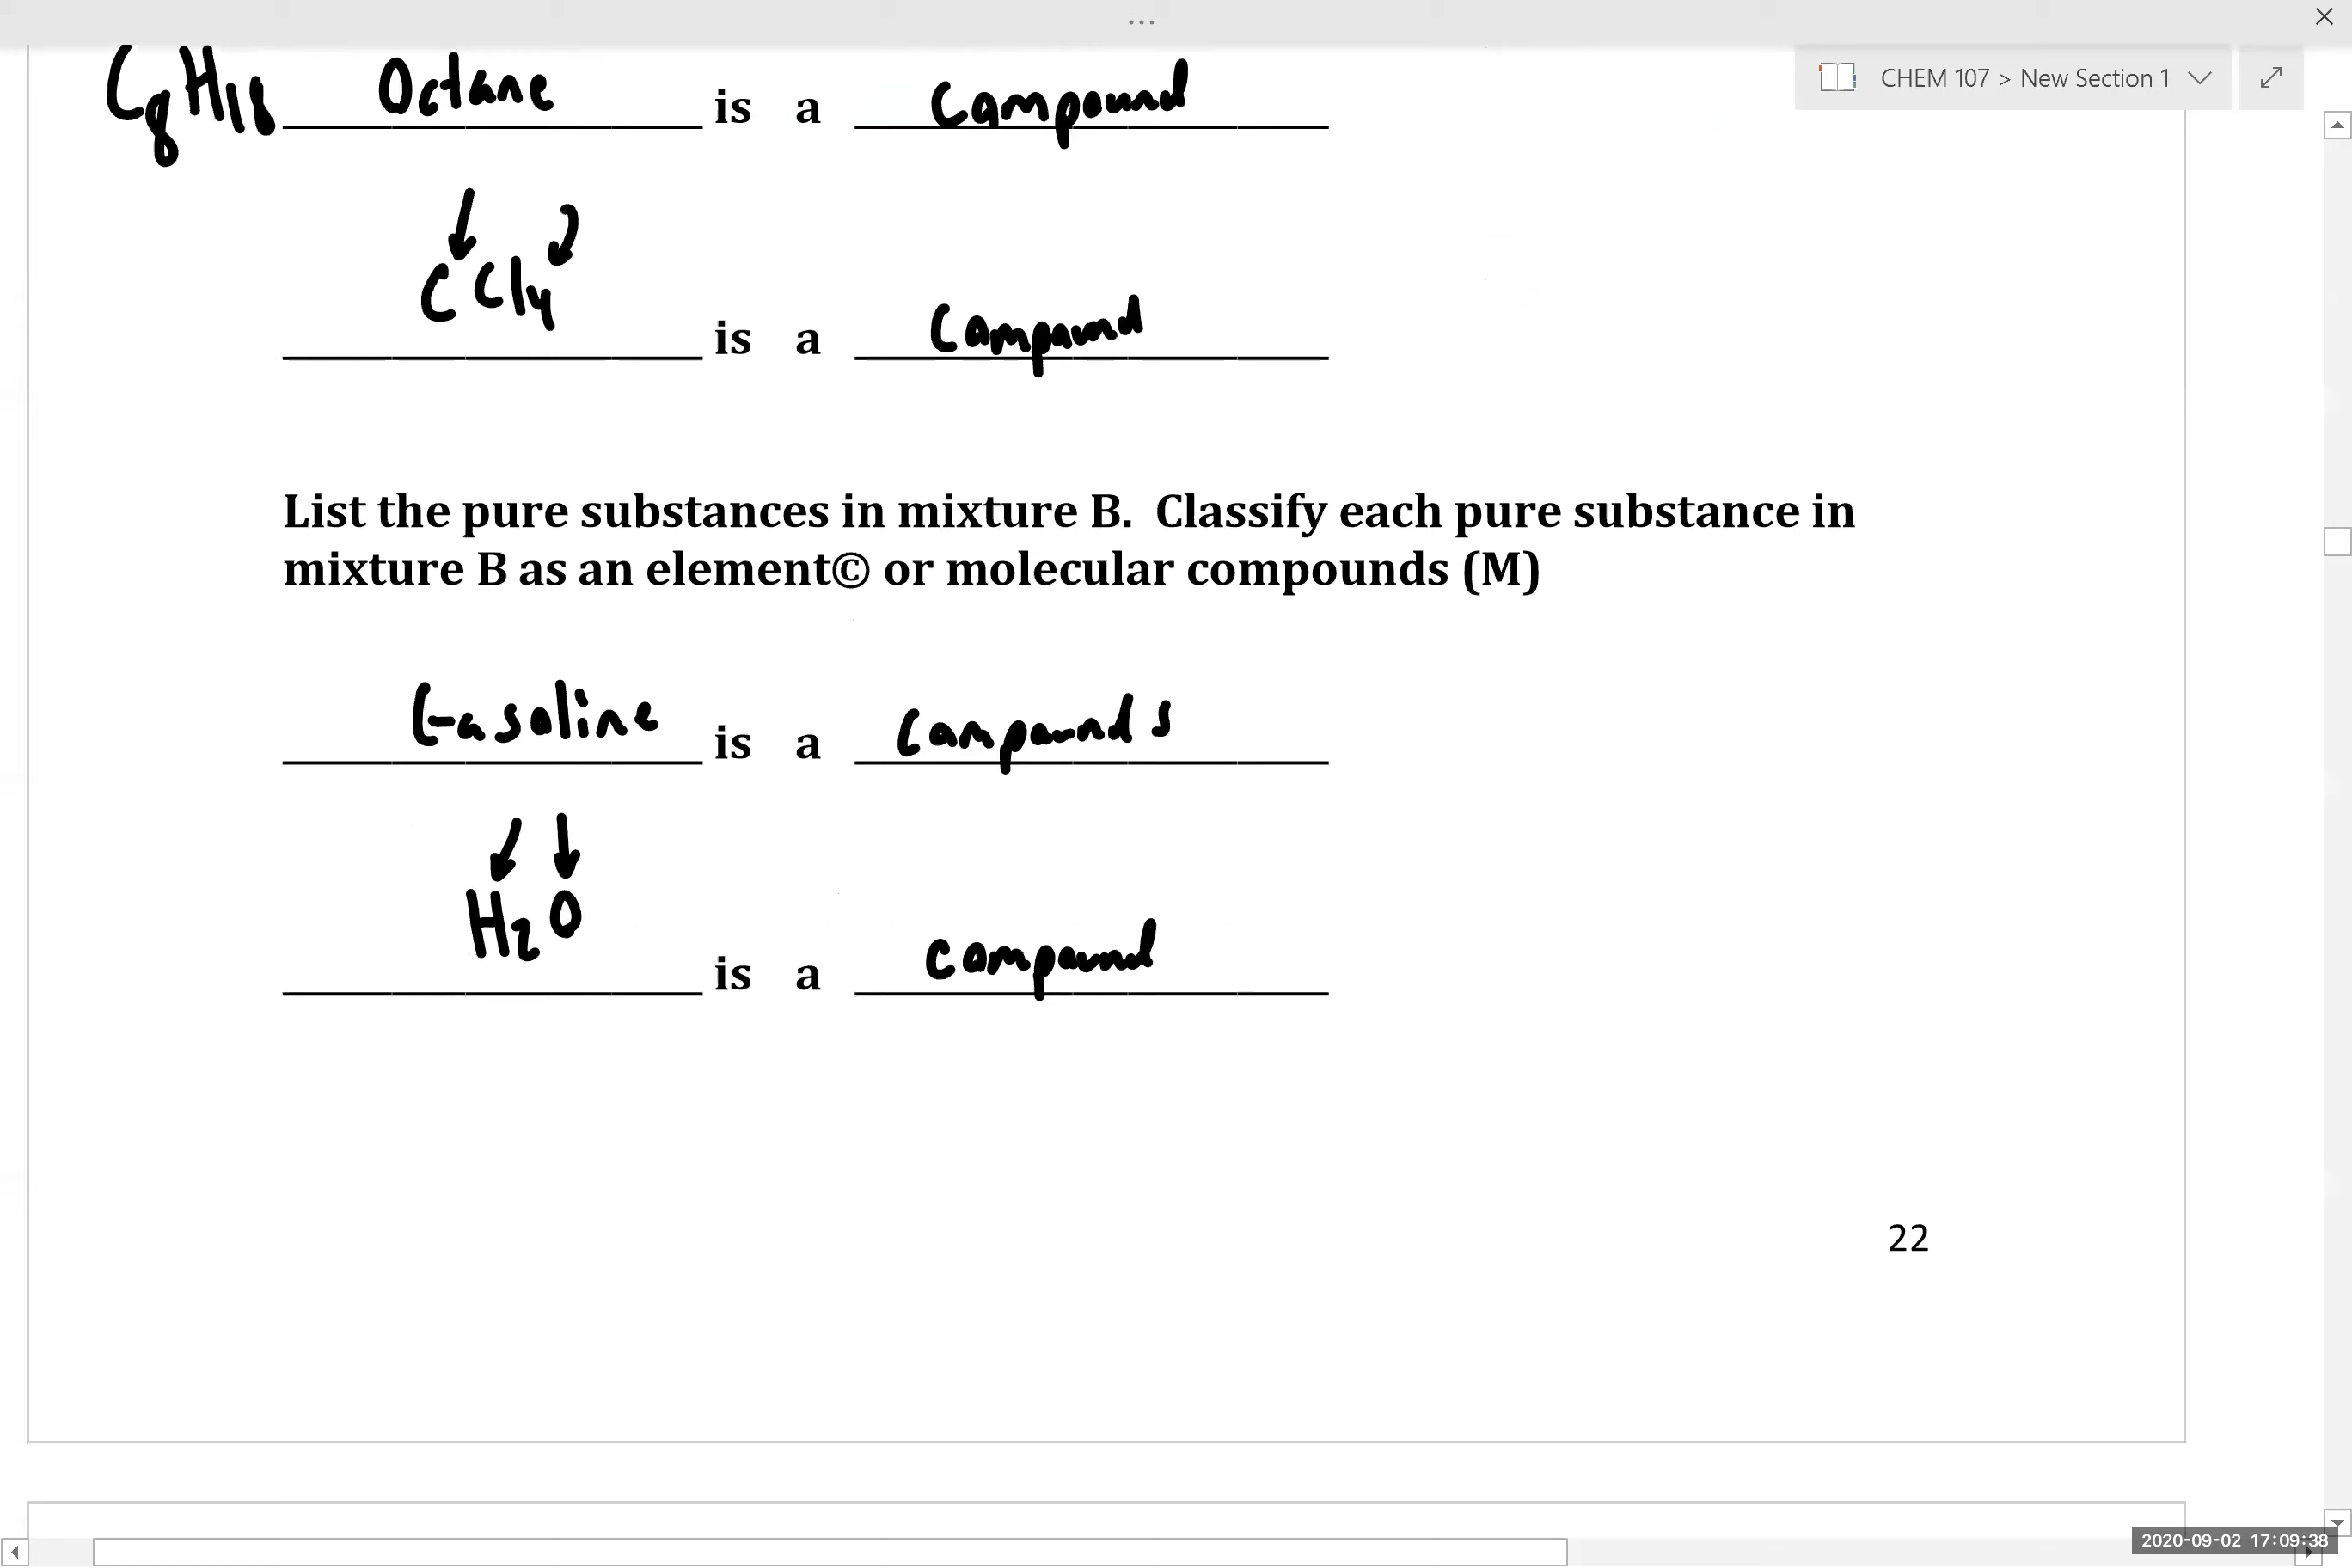 ...
CHEM 107 > New Section 1
C8H18 Octane is a Compound
CCl4 is a Compound
List the pure substances in mixture B. Classify each pure substance in
mixture B as an element© or molecular compounds (M)
Gasoline is a Compounds
H2O is a compound
22
2020-09-02 17:09:38